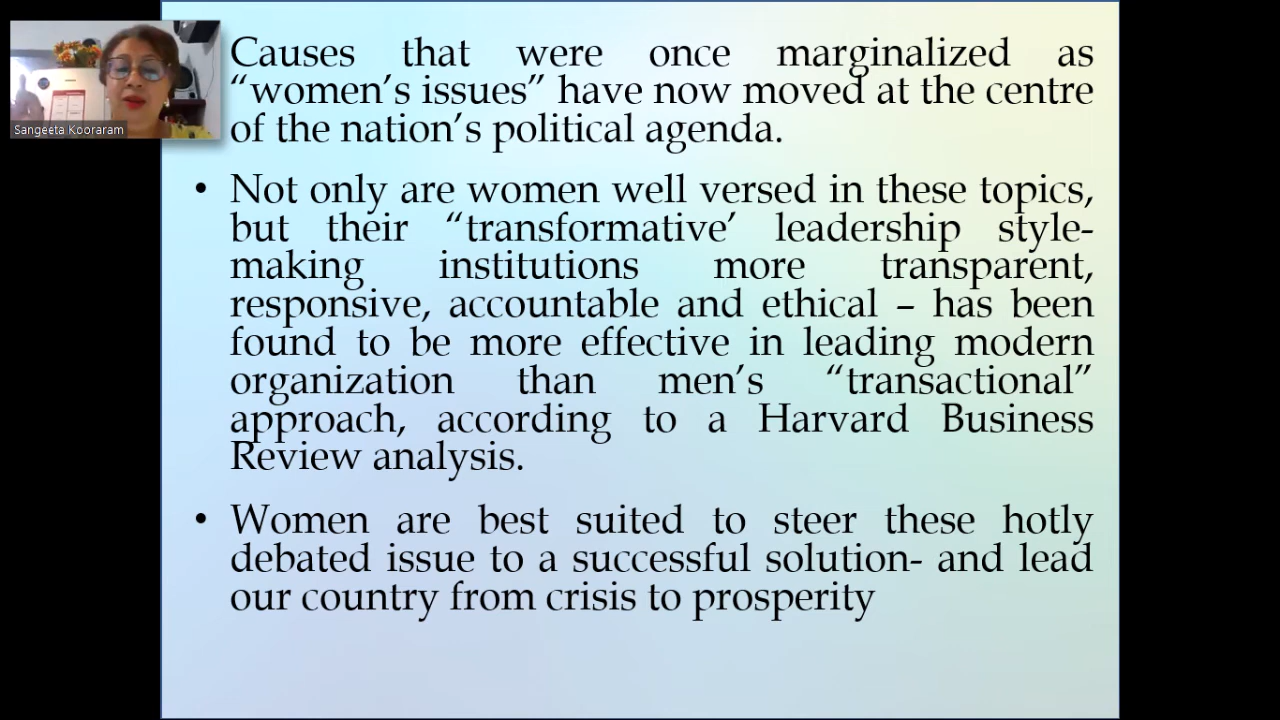 Causes that were once marginalized as
“women’s issues” have now moved at the centre
of the nation’s political agenda.
• Not only are women well versed in these topics,
but their “transformative’ leadership style-
making institutions more transparent,
responsive, accountable and ethical – has been
found to be more effective in leading modern
organization than men’s “transactional”
approach, according to a Harvard Business
Review analysis.
• Women are best suited to steer these hotly
debated issue to a successful solution- and lead
our country from crisis to prosperity
Sangeeta Kooraram